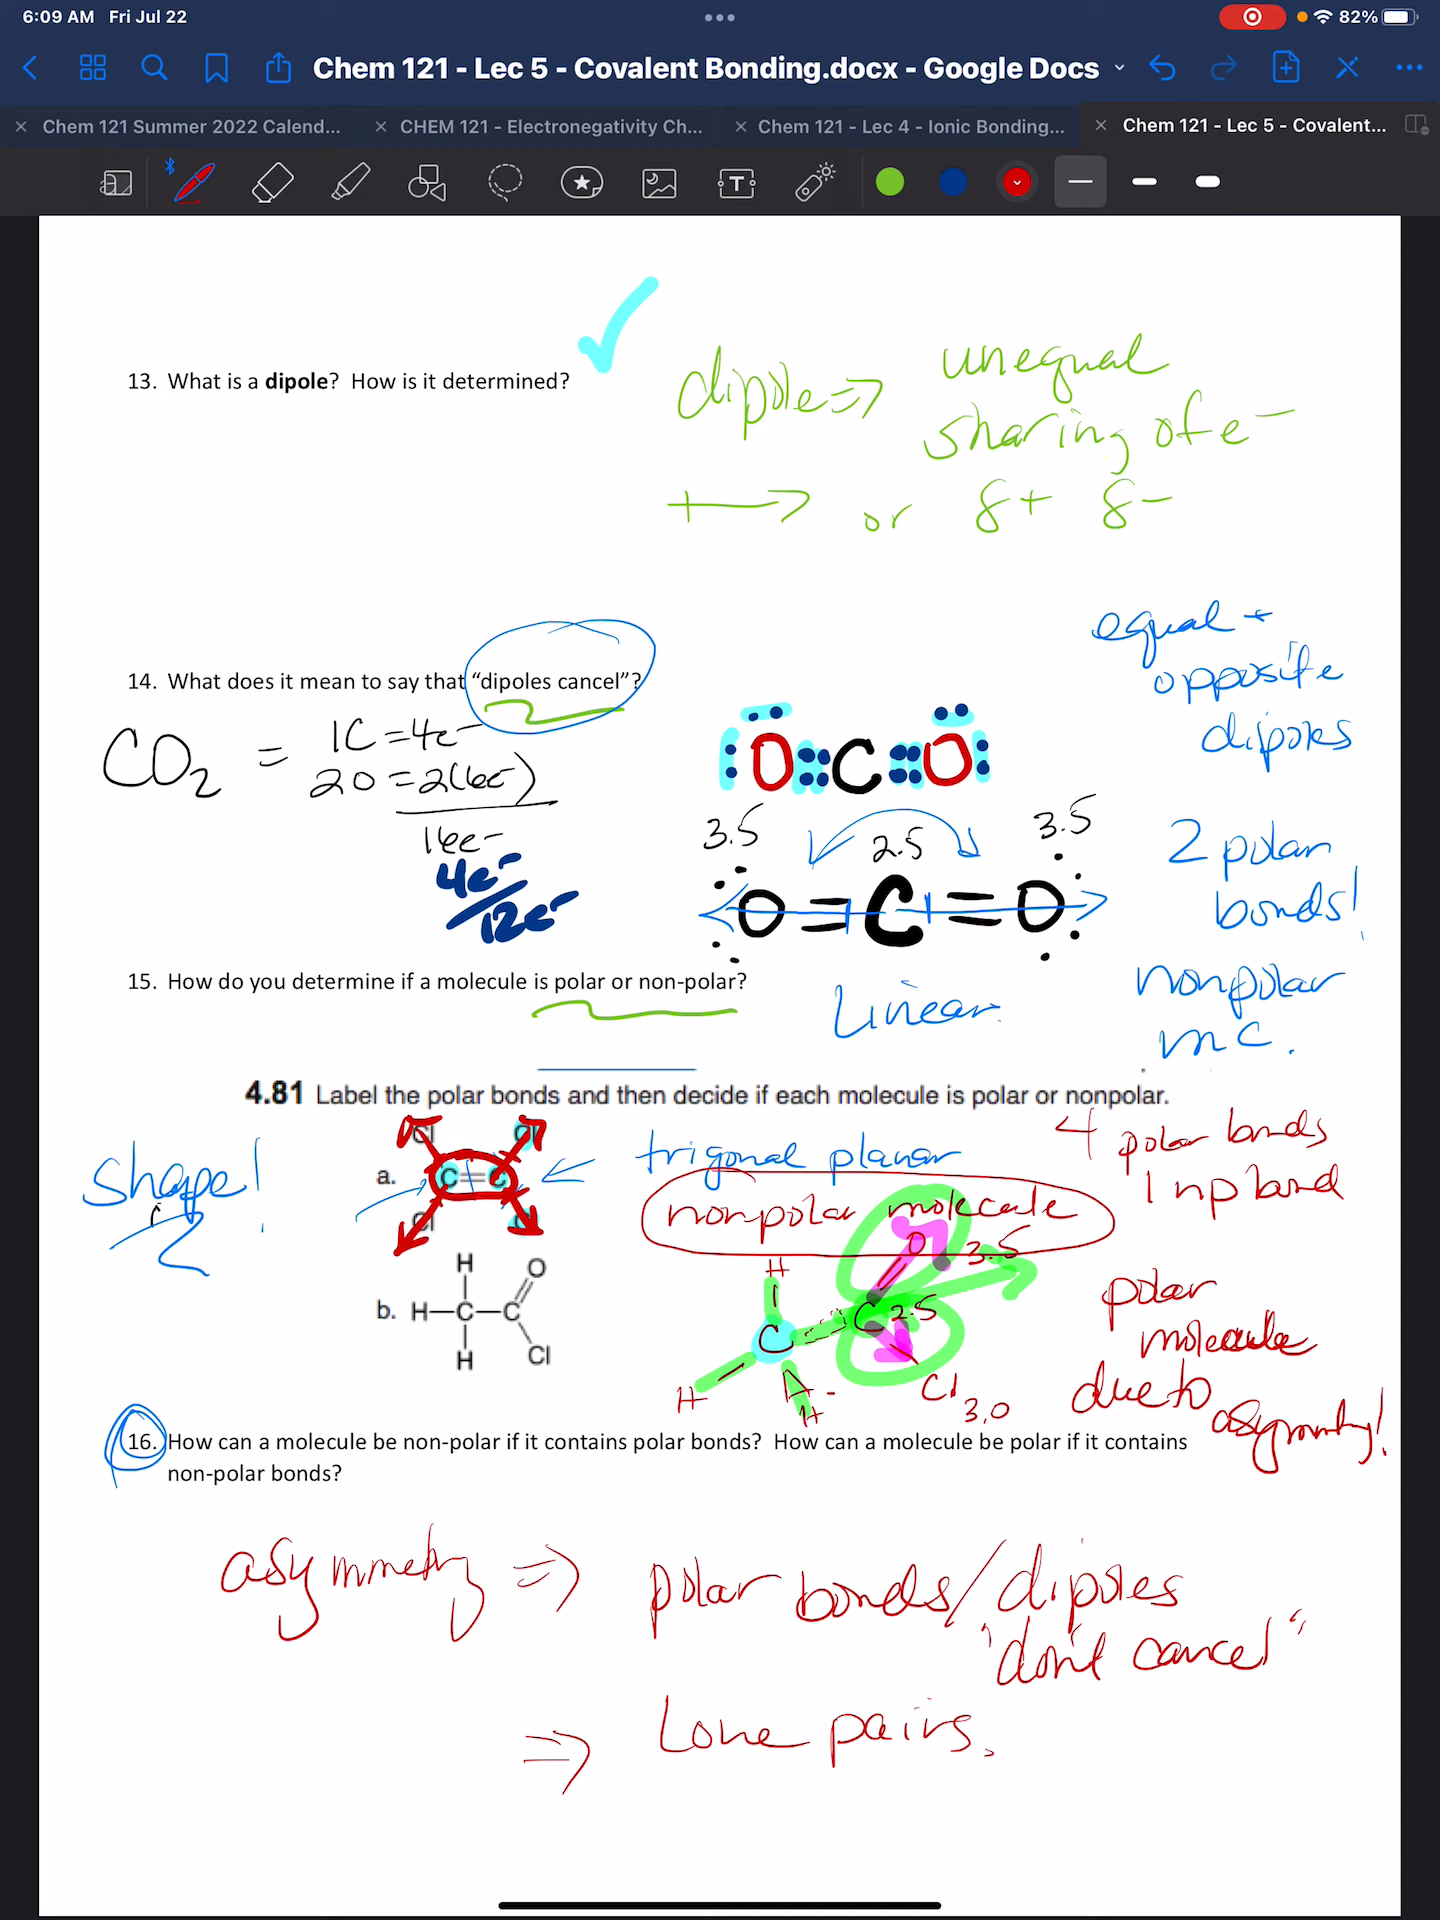 6:09 AM Fri Jul 22
82%
Chem 121 - Lec 5 - Covalent Bonding.docx - Google Docs
Chem 121 Summer 2022 Calend...
CHEM 121 - Electronegativity Ch...
Chem 121 - Lec 4 - Ionic Bonding...
Chem 121 - Lec 5 - Covalent...
13. What is a dipole? How is it determined?
dipole => unequal
sharing of e-
or δ+ δ-
14. What does it mean to say that “dipoles cancel”?
equal +
opposite
dipoles
CO2 = 1C = 4e-
2O = 2(6e-)
16e-
4e-
12e-
O C O
3.5 2.5 3.5
O = C = O
Linear
2 polar
bonds!
nonpolar
mc.
15. How do you determine if a molecule is polar or non-polar?
4.81 Label the polar bonds and then decide if each molecule is polar or nonpolar.
shape!
a. Cl Cl
C=C
Cl Cl
trigonal planar
nonpolar molecule
4 polar bonds
1 np bond
b. H O
H—C—C
H Cl
H O 3.5
C C 2.5
H H Cl 3.0
polar
molecule
due to
asymmetry!
16. How can a molecule be non-polar if it contains polar bonds? How can a molecule be polar if it contains
non-polar bonds?
asymmetry => polar bonds/dipoles
"don't cancel"
=> Lone pairs.